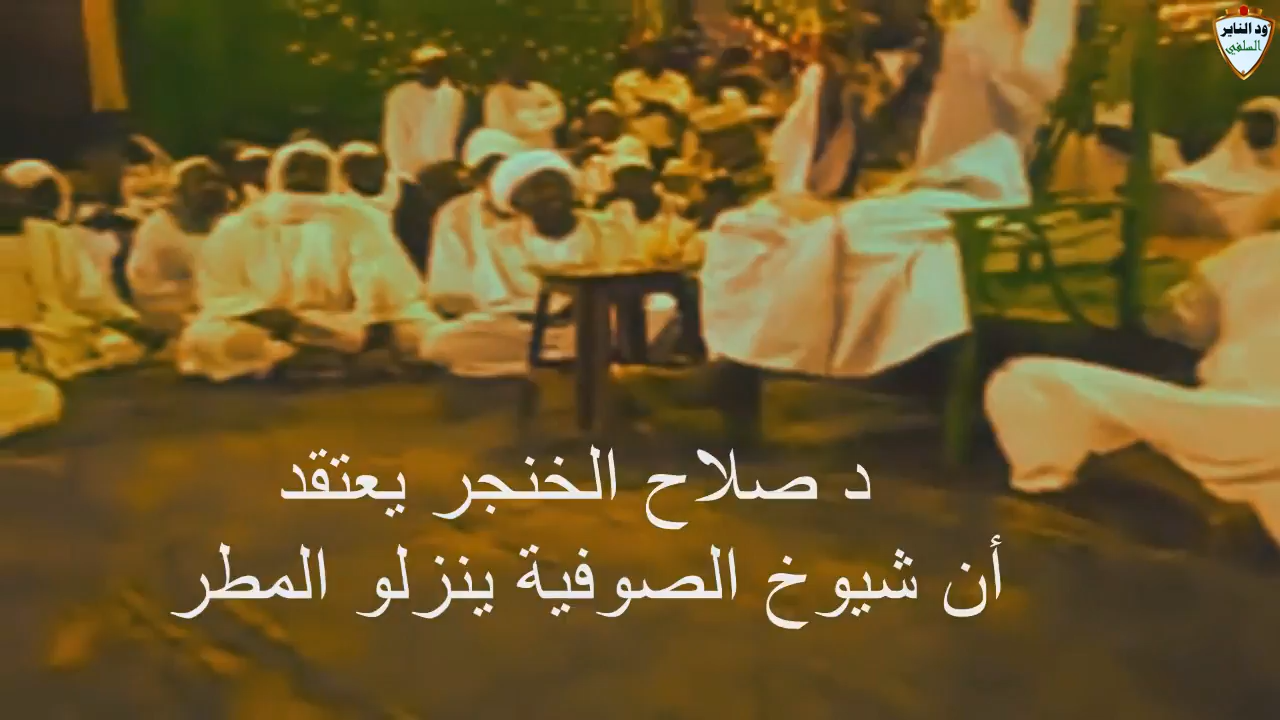 ود الناير
السلفي
د صلاح الخنجر يعتقد
أن شيوخ الصوفية ينزلو المطر